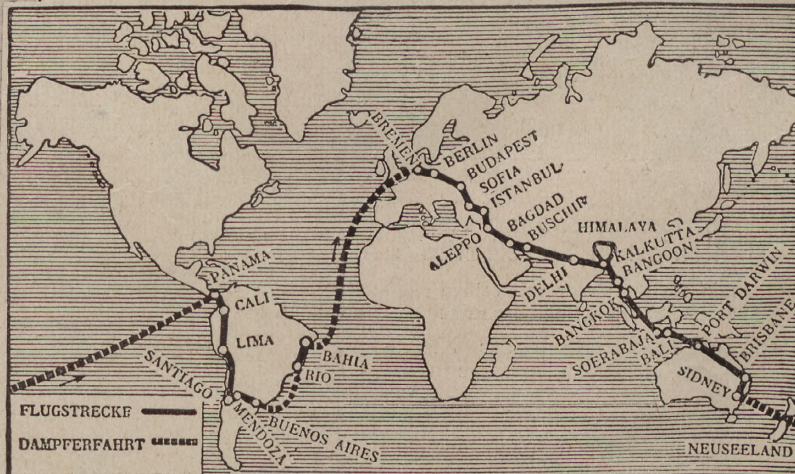 BREMEN
BERLIN
BUDAPEST
SOFIA
ISTANBUL
ALEPPO
BAGDAD
BUSCHIR
HIMALAYA
DELHI
KALKUTTA
RANGOON
BANGKOK
SOERABAJA
BALI
PORT DARWIN
BRISBANE
SIDNEY
NEUSEELAND
PANAMA
CALI
LIMA
BAHIA
RIO
SANTIAGO
MENDOZA
BUENOS AIRES
FLUGSTRECKE
DAMPFERFAHRT